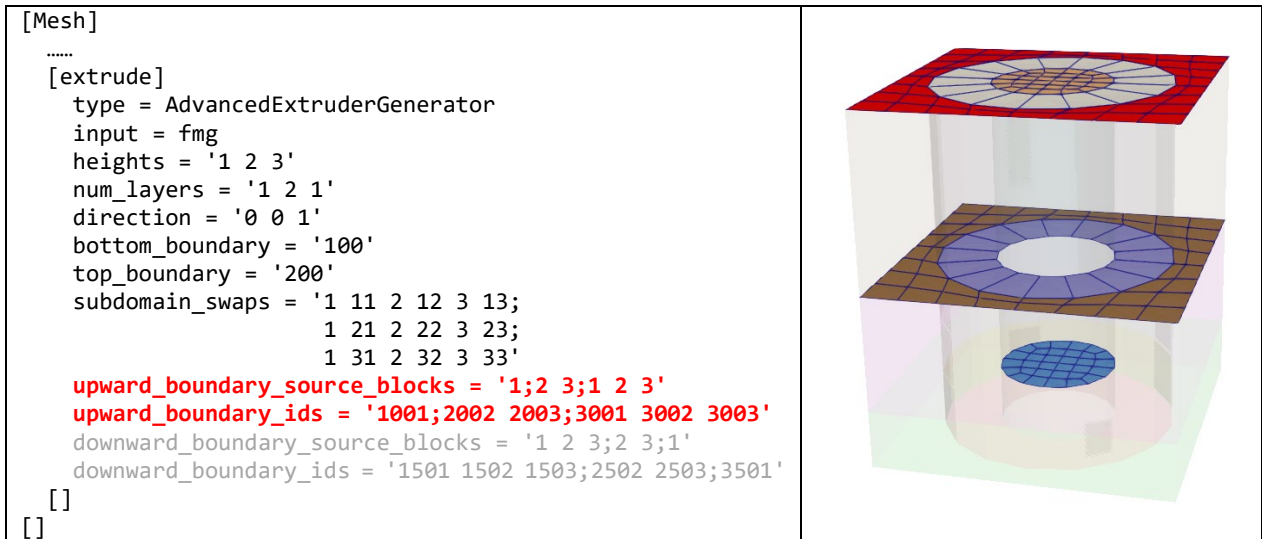 [Mesh]
  ……
  [extrude]
    type = AdvancedExtruderGenerator
    input = fmg
    heights = '1 2 3'
    num_layers = '1 2 1'
    direction = '0 0 1'
    bottom_boundary = '100'
    top_boundary = '200'
    subdomain_swaps = '1 11 2 12 3 13;
                       1 21 2 22 3 23;
                       1 31 2 32 3 33'
    upward_boundary_source_blocks = '1;2 3;1 2 3'
    upward_boundary_ids = '1001;2002 2003;3001 3002 3003'
    downward_boundary_source_blocks = '1 2 3;2 3;1'
    downward_boundary_ids = '1501 1502 1503;2502 2503;3501'
  []
[]